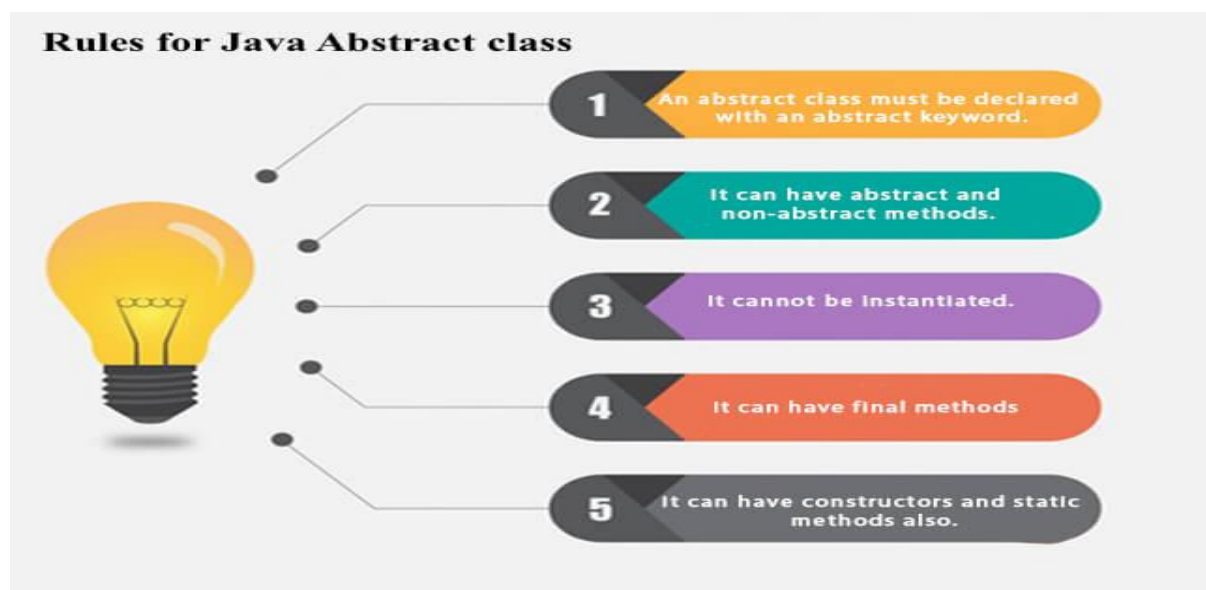 Rules for Java Abstract class
1
An abstract class must be declared
with an abstract keyword.
2
It can have abstract and
non-abstract methods.
3
It cannot be instantiated.
4
It can have final methods
5
It can have constructors and static
methods also.